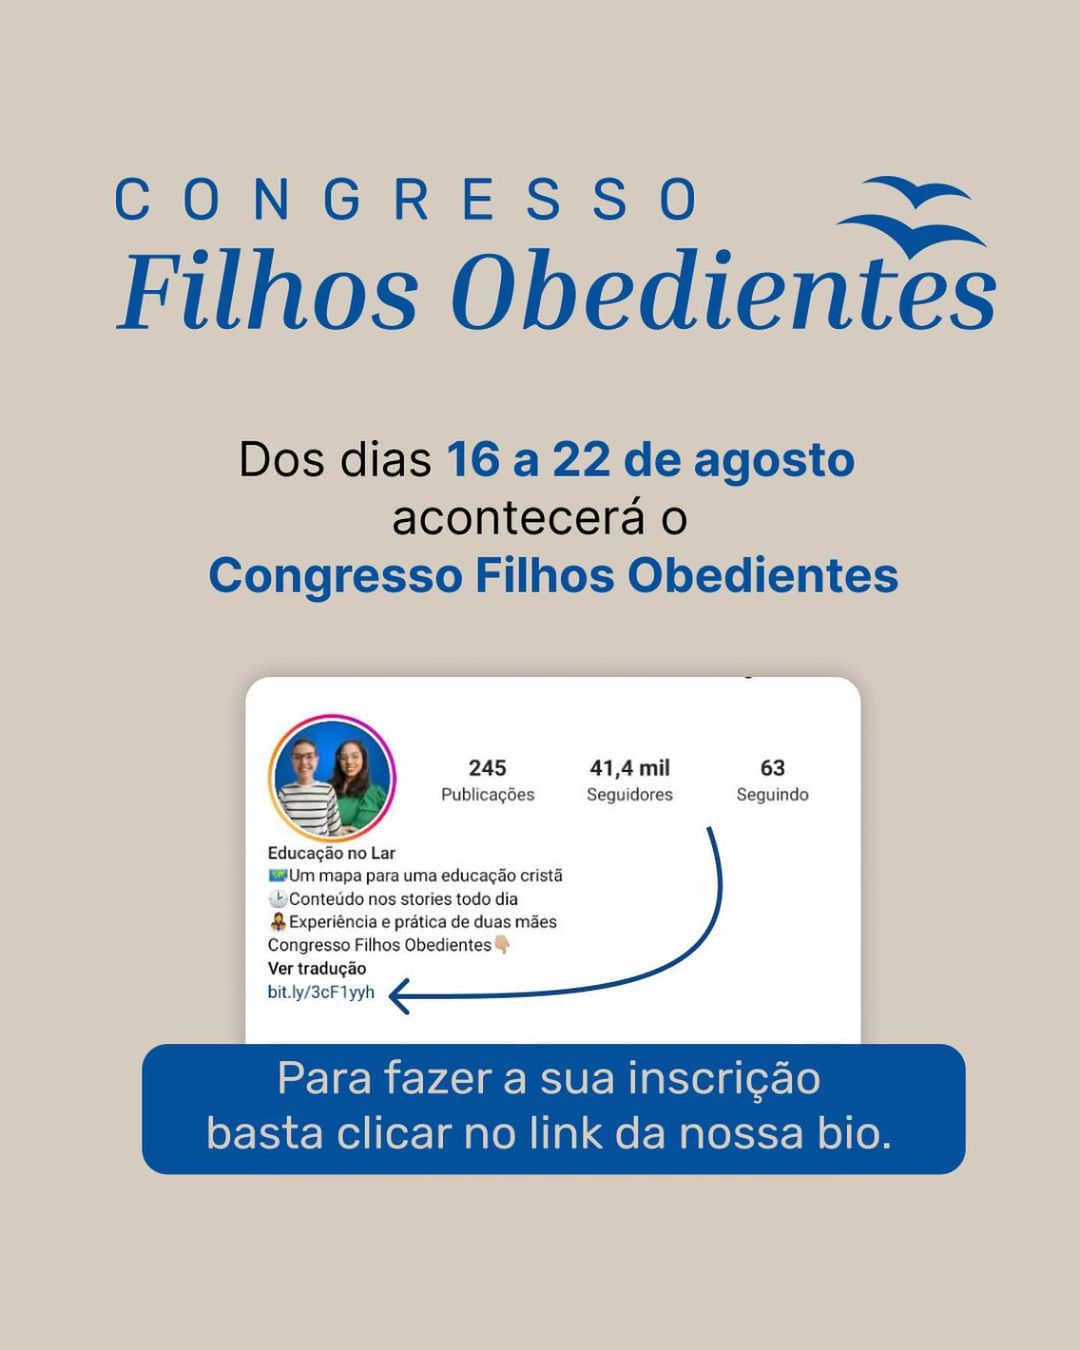 CONGRESSO
Filhos Obedientes
Dos dias 16 a 22 de agosto
acontecerá o
Congresso Filhos Obedientes
245
41,4 mil
63
Publicações
Seguidores
Seguindo
Educação no Lar
🗺️Um mapa para uma educação cristã
🕑Conteúdo nos stories todo dia
👩‍🏫Experiência e prática de duas mães
Congresso Filhos Obedientes👇🏼
Ver tradução
bit.ly/3cF1yyh
Para fazer a sua inscrição
basta clicar no link da nossa bio.